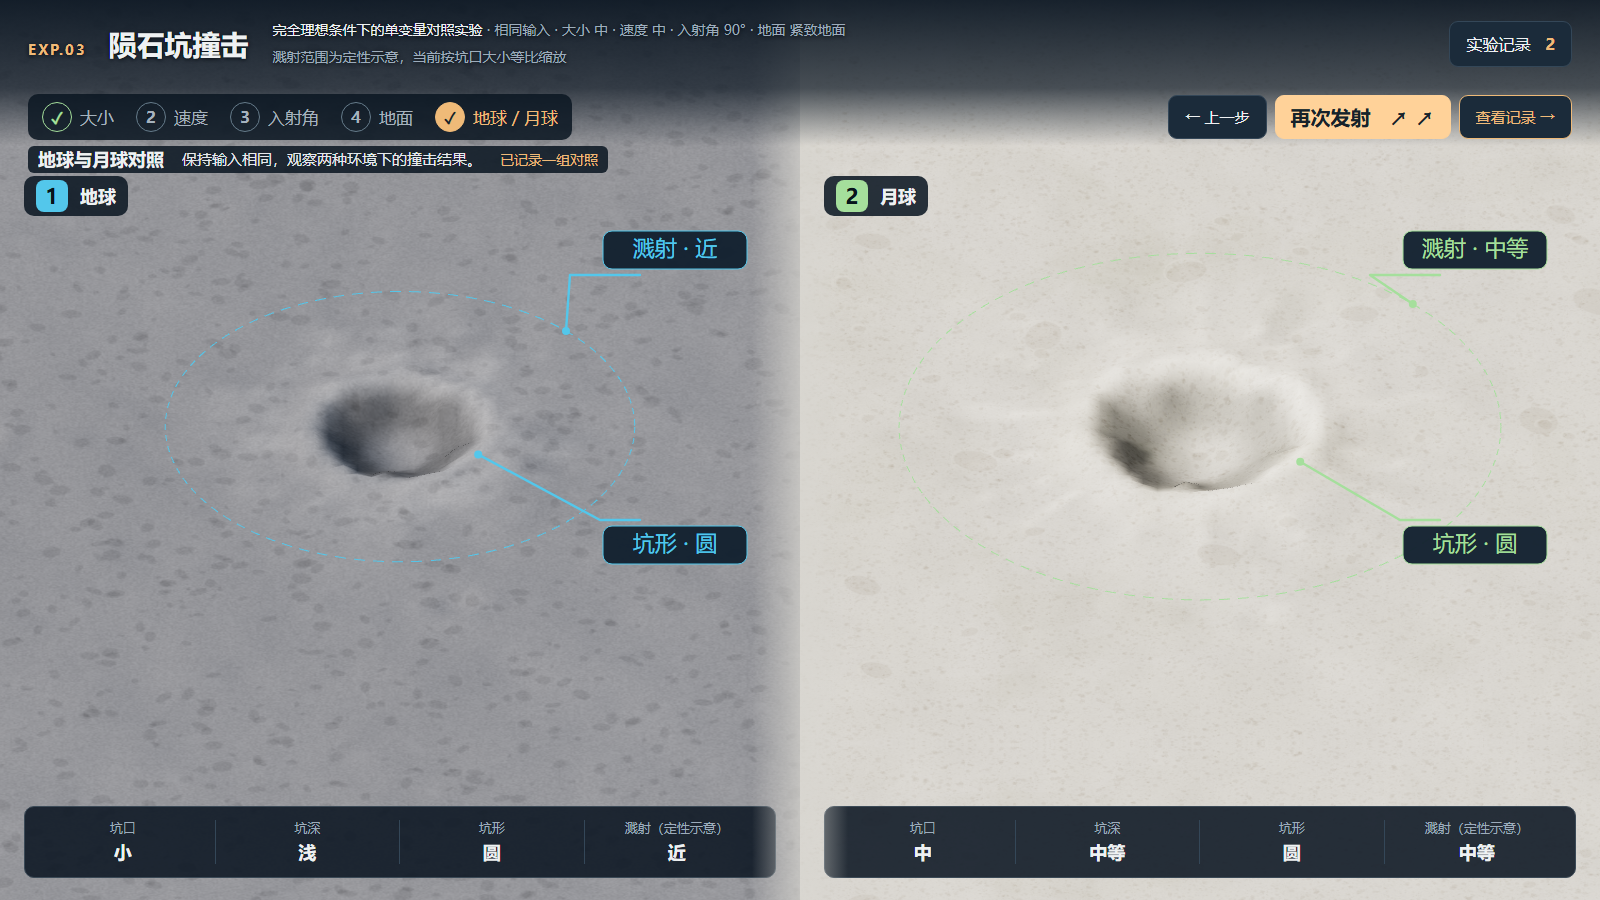 EXP.03 陨石坑撞击
完全理想条件下的单变量对照实验 · 相同输入 · 大小 中 · 速度 中 · 入射角 90° · 地面 紧致地面
溅射范围为定性示意，当前按坑口大小等比缩放
实验记录 2
✓ 大小 2 速度 3 入射角 4 地面 ✓ 地球 / 月球
← 上一步 再次发射 ↗ ↗ 查看记录 →
地球与月球对照 保持输入相同，观察两种环境下的撞击结果。 已记录一组对照
1 地球
溅射 · 近
坑形 · 圆
坑口 坑深 坑形 溅射（定性示意）
小 浅 圆 近
2 月球
溅射 · 中等
坑形 · 圆
坑口 坑深 坑形 溅射（定性示意）
中 中等 圆 中等